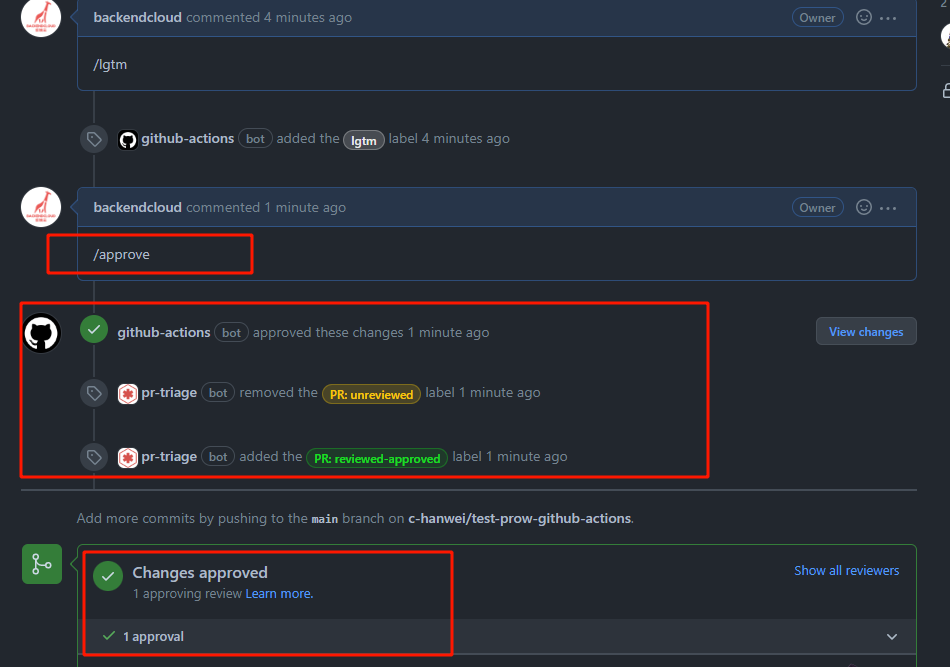 backendcloud commented 4 minutes ago Owner ...
/lgtm
github-actions bot added the lgtm label 4 minutes ago
backendcloud commented 1 minute ago Owner ...
/approve
github-actions bot approved these changes 1 minute ago View changes
pr-triage bot removed the PR: unreviewed label 1 minute ago
pr-triage bot added the PR: reviewed-approved label 1 minute ago
Add more commits by pushing to the main branch on c-hanwei/test-prow-github-actions.
Changes approved Show all reviewers
1 approving review Learn more.
1 approval